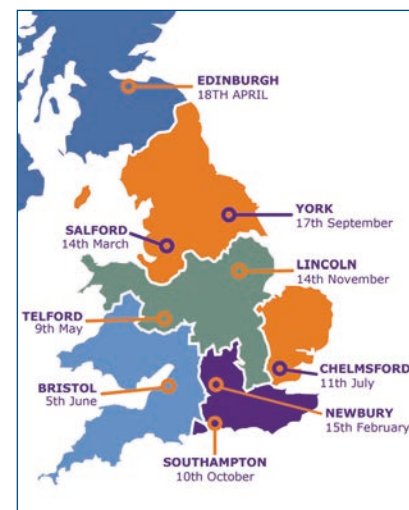 EDINBURGH
18TH APRIL
YORK
17th September
SALFORD
14th March
LINCOLN
14th November
TELFORD
9th May
CHELMSFORD
11th July
BRISTOL
5th June
NEWBURY
15th February
SOUTHAMPTON
10th October